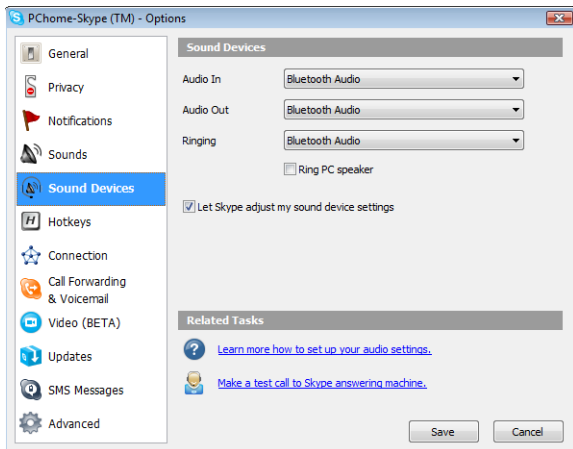 PChome-Skype (TM) - Options
General
Privacy
Notifications
Sounds
Sound Devices
Hotkeys
Connection
Call Forwarding
& Voicemail
Video (BETA)
Updates
SMS Messages
Advanced
Sound Devices
Audio In
Bluetooth Audio
Audio Out
Bluetooth Audio
Ringing
Bluetooth Audio
Ring PC speaker
Let Skype adjust my sound device settings
Related Tasks
Learn more how to set up your audio settings.
Make a test call to Skype answering machine.
Save
Cancel